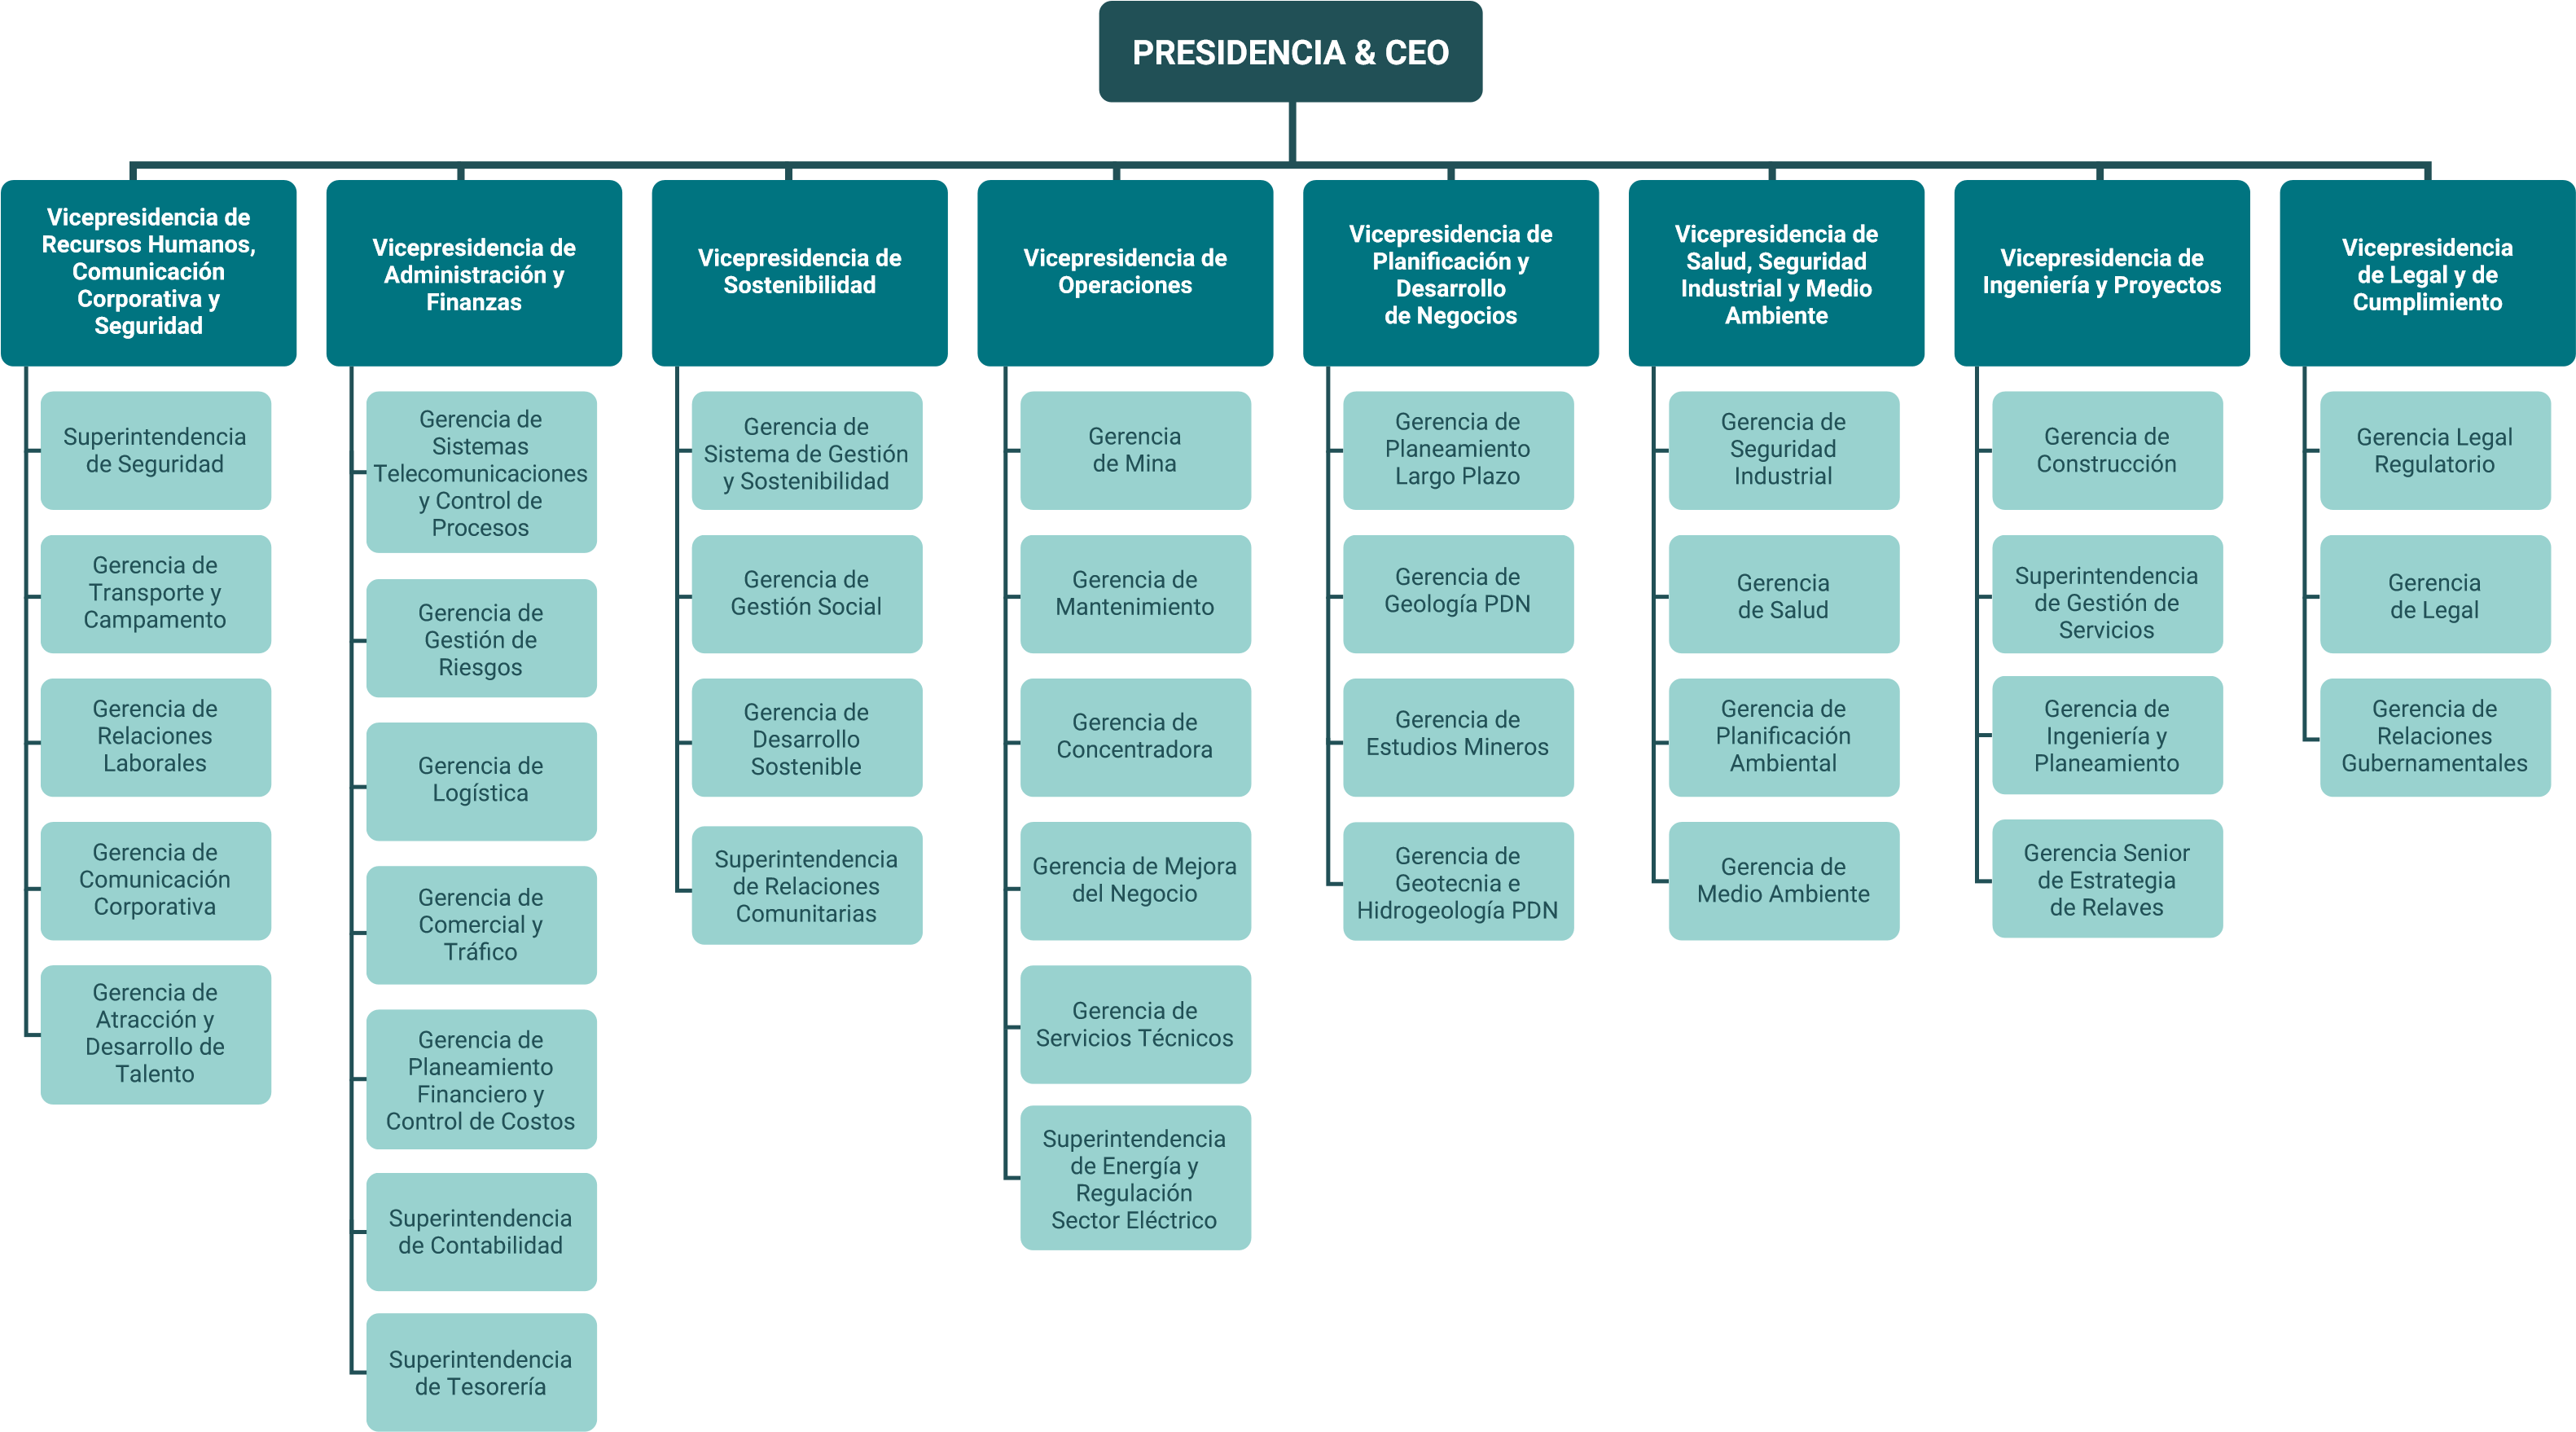 PRESIDENCIA & CEO
Vicepresidencia de
Recursos Humanos,
Comunicación
Corporativa y
Seguridad
Superintendencia
de Seguridad
Gerencia de
Transporte y
Campamento
Gerencia de
Relaciones
Laborales
Gerencia de
Comunicación
Corporativa
Gerencia de
Atracción y
Desarrollo de
Talento
Vicepresidencia de
Administración y
Finanzas
Gerencia de
Sistemas
Telecomunicaciones
y Control de
Procesos
Gerencia de
Gestión de
Riesgos
Gerencia de
Logística
Gerencia de
Comercial y
Tráfico
Gerencia de
Planeamiento
Financiero y
Control de Costos
Superintendencia
de Contabilidad
Superintendencia
de Tesorería
Vicepresidencia de
Sostenibilidad
Gerencia de
Sistema de Gestión
y Sostenibilidad
Gerencia de
Gestión Social
Gerencia de
Desarrollo
Sostenible
Superintendencia
de Relaciones
Comunitarias
Vicepresidencia de
Operaciones
Gerencia
de Mina
Gerencia de
Mantenimiento
Gerencia de
Concentradora
Gerencia de Mejora
del Negocio
Gerencia de
Servicios Técnicos
Superintendencia
de Energía y
Regulación
Sector Eléctrico
Vicepresidencia de
Planificación y
Desarrollo
de Negocios
Gerencia de
Planeamiento
Largo Plazo
Gerencia de
Geología PDN
Gerencia de
Estudios Mineros
Gerencia de
Geotecnia e
Hidrogeología PDN
Vicepresidencia de
Salud, Seguridad
Industrial y Medio
Ambiente
Gerencia de
Seguridad
Industrial
Gerencia
de Salud
Gerencia de
Planificación
Ambiental
Gerencia de
Medio Ambiente
Vicepresidencia de
Ingeniería y Proyectos
Gerencia de
Construcción
Superintendencia
de Gestión de
Servicios
Gerencia de
Ingeniería y
Planeamiento
Gerencia Senior
de Estrategia
de Relaves
Vicepresidencia
de Legal y de
Cumplimiento
Gerencia Legal
Regulatorio
Gerencia
de Legal
Gerencia de
Relaciones
Gubernamentales